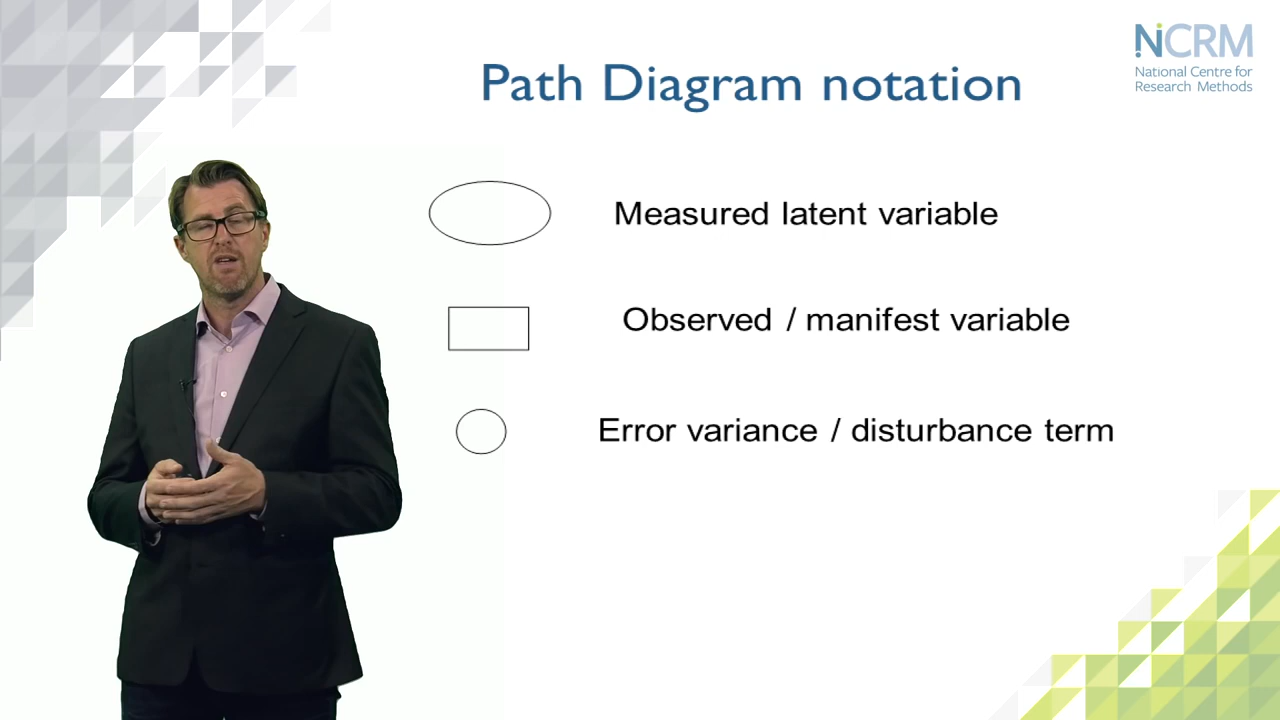 Path Diagram notation
NCRM
National Centre for
Research Methods
Measured latent variable
Observed / manifest variable
Error variance / disturbance term